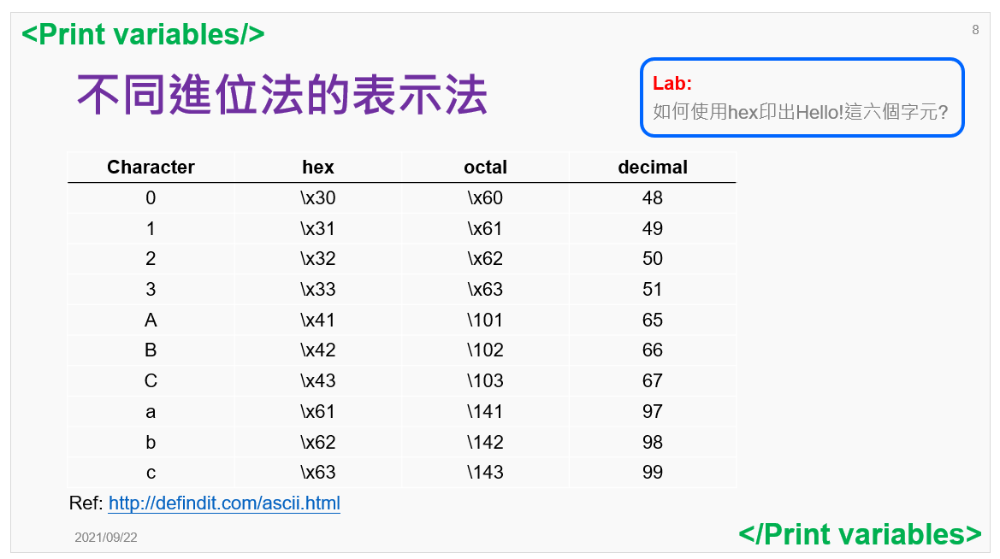 <Print variables/>
8
不同進位法的表示法
Lab:
如何使用hex印出Hello!這六個字元?
Character hex octal decimal
0 \x30 \x60 48
1 \x31 \x61 49
2 \x32 \x62 50
3 \x33 \x63 51
A \x41 \101 65
B \x42 \102 66
C \x43 \103 67
a \x61 \141 97
b \x62 \142 98
c \x63 \143 99
Ref: http://defindit.com/ascii.html
2021/09/22
</Print variables>